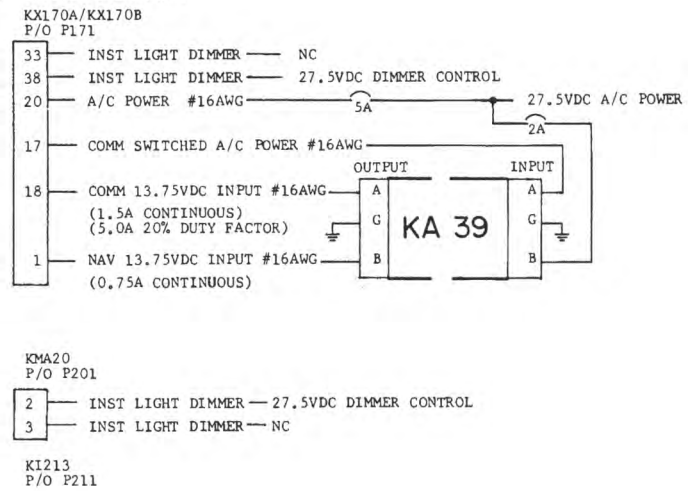 KX170A/KX170B
P/O P171
33 INST LIGHT DIMMER NC
38 INST LIGHT DIMMER 27.5VDC DIMMER CONTROL
20 A/C POWER #16AWG 5A 27.5VDC A/C POWER
2A
17 COMM SWITCHED A/C POWER #16AWG
OUTPUT INPUT
18 COMM 13.75VDC INPUT #16AWG A A
(1.5A CONTINUOUS)
(5.0A 20% DUTY FACTOR) G KA 39 G
1 NAV 13.75VDC INPUT #16AWG B B
(0.75A CONTINUOUS)
KMA20
P/O P201
2 INST LIGHT DIMMER 27.5VDC DIMMER CONTROL
3 INST LIGHT DIMMER NC
KI213
P/O P211